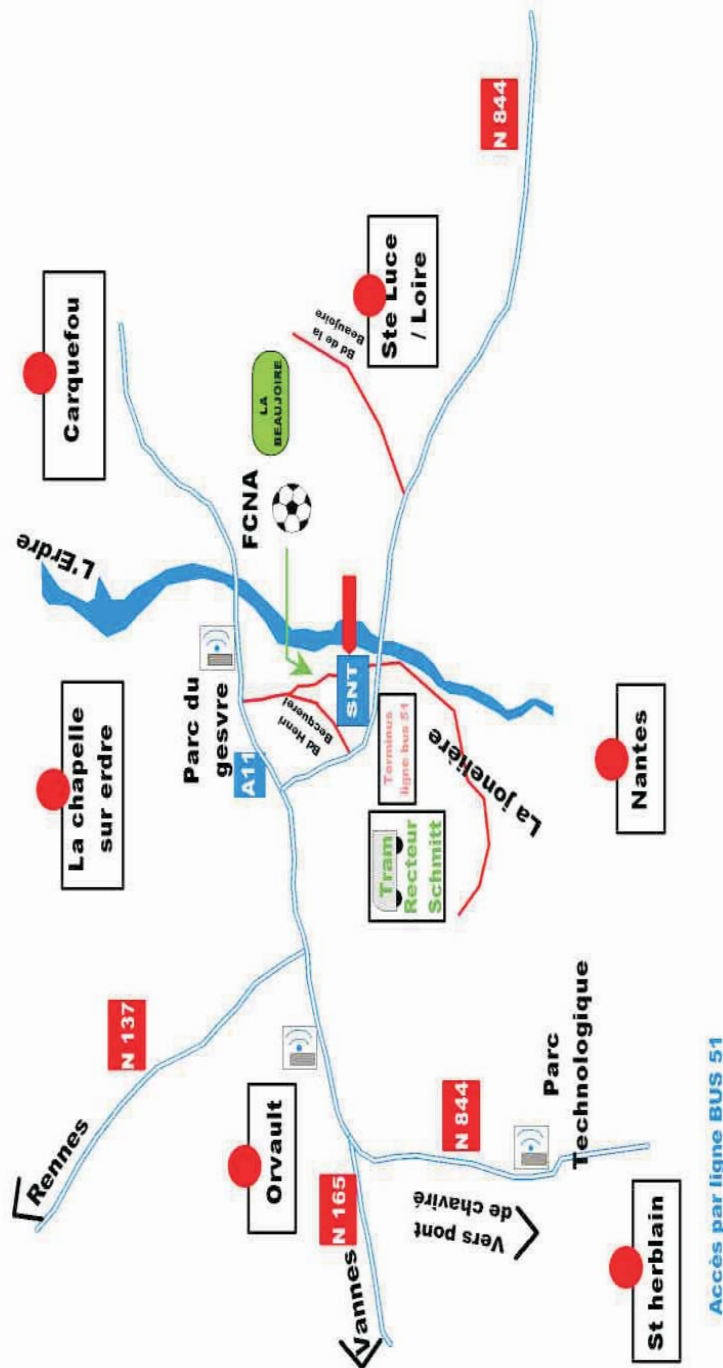 Carquefou
La chapelle
sur erdre
L'Erdre
Rennes
N 137
Orvault
Vannes
N 165
Parc du
gesvre
A11
FCNA
LA
BEAUJOIRE
Bd de la
Beaujoire
Ste Luce
/ Loire
N 844
Bd Henri
Becquerel
SNT
Terminus
ligne bus 51
Tram
Recteur
Schmitt
La jonelière
Vers pont
de chaviré
N 844
Parc
Technologique
St herblain
Nantes
Accès par ligne BUS 51